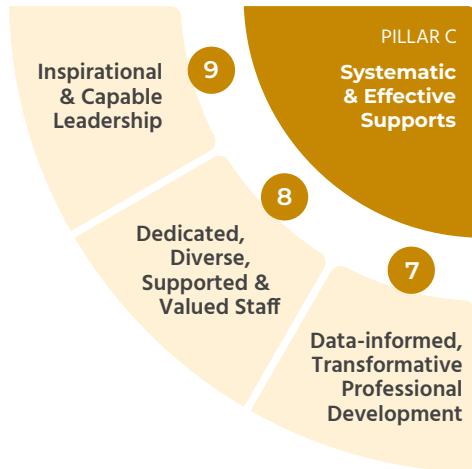 PILLAR C
Systematic
& Effective
Supports
9
Inspirational
& Capable
Leadership
8
Dedicated,
Diverse,
Supported &
Valued Staff
7
Data-informed,
Transformative
Professional
Development